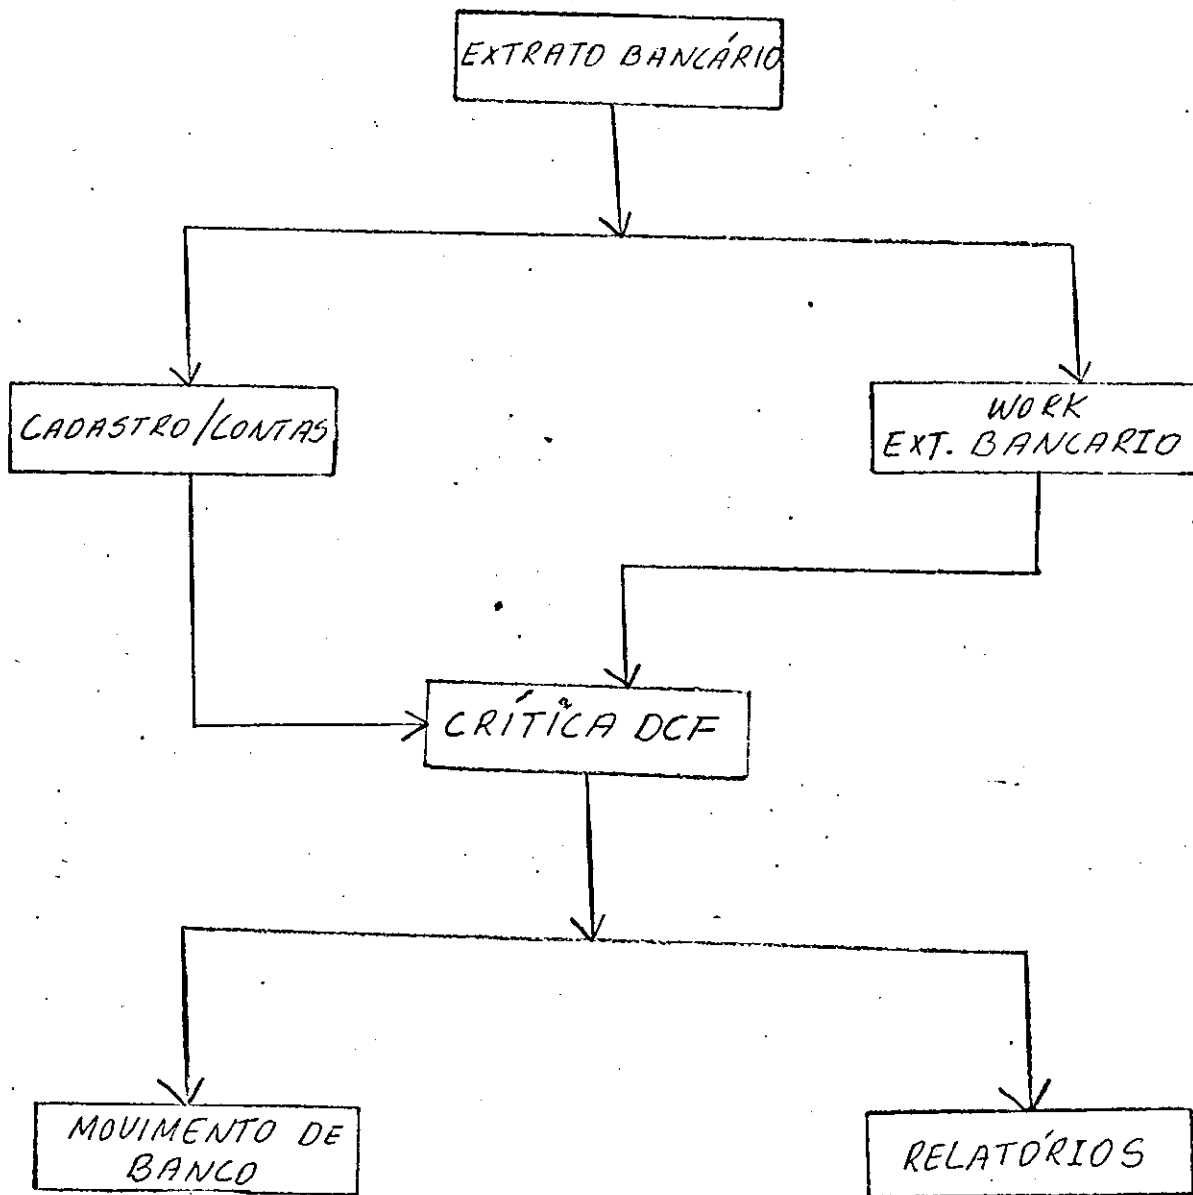 EXTRATO BANCÁRIO
CADASTRO/CONTAS
WORK
EXT. BANCARIO
CRÍTICA DCF
MOVIMENTO DE
BANCO
RELATÓRIOS